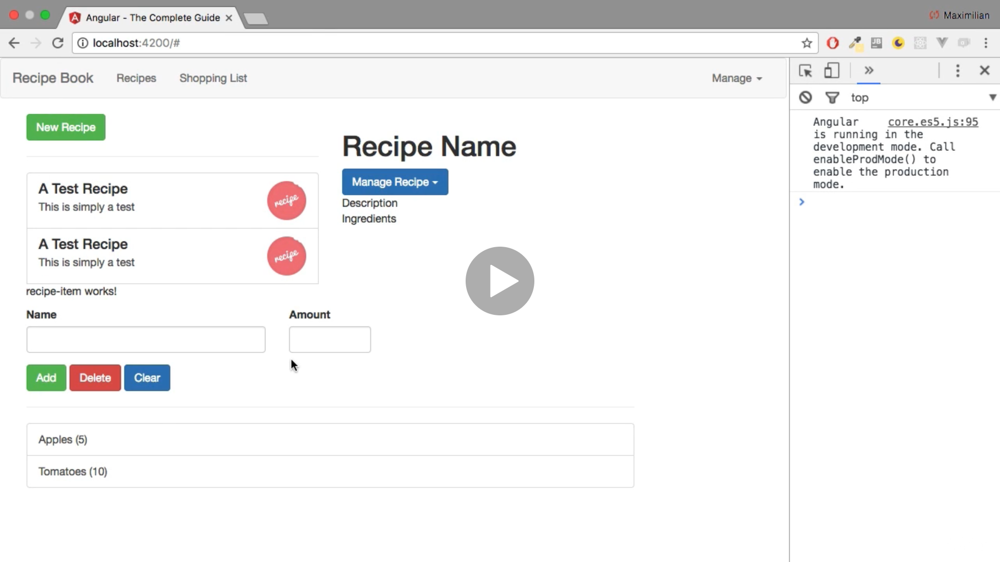 Angular - The Complete Guide
Maximilian
localhost:4200/#
JB
Recipe Book Recipes Shopping List Manage
top
New Recipe
Recipe Name
Manage Recipe
Description
Ingredients
A Test Recipe
This is simply a test
recipe
A Test Recipe
This is simply a test
recipe
recipe-item works!
Name Amount
Add Delete Clear
Apples (5)
Tomatoes (10)
Angular core.es5.js:95
is running in the
development mode. Call
enableProdMode() to
enable the production
mode.